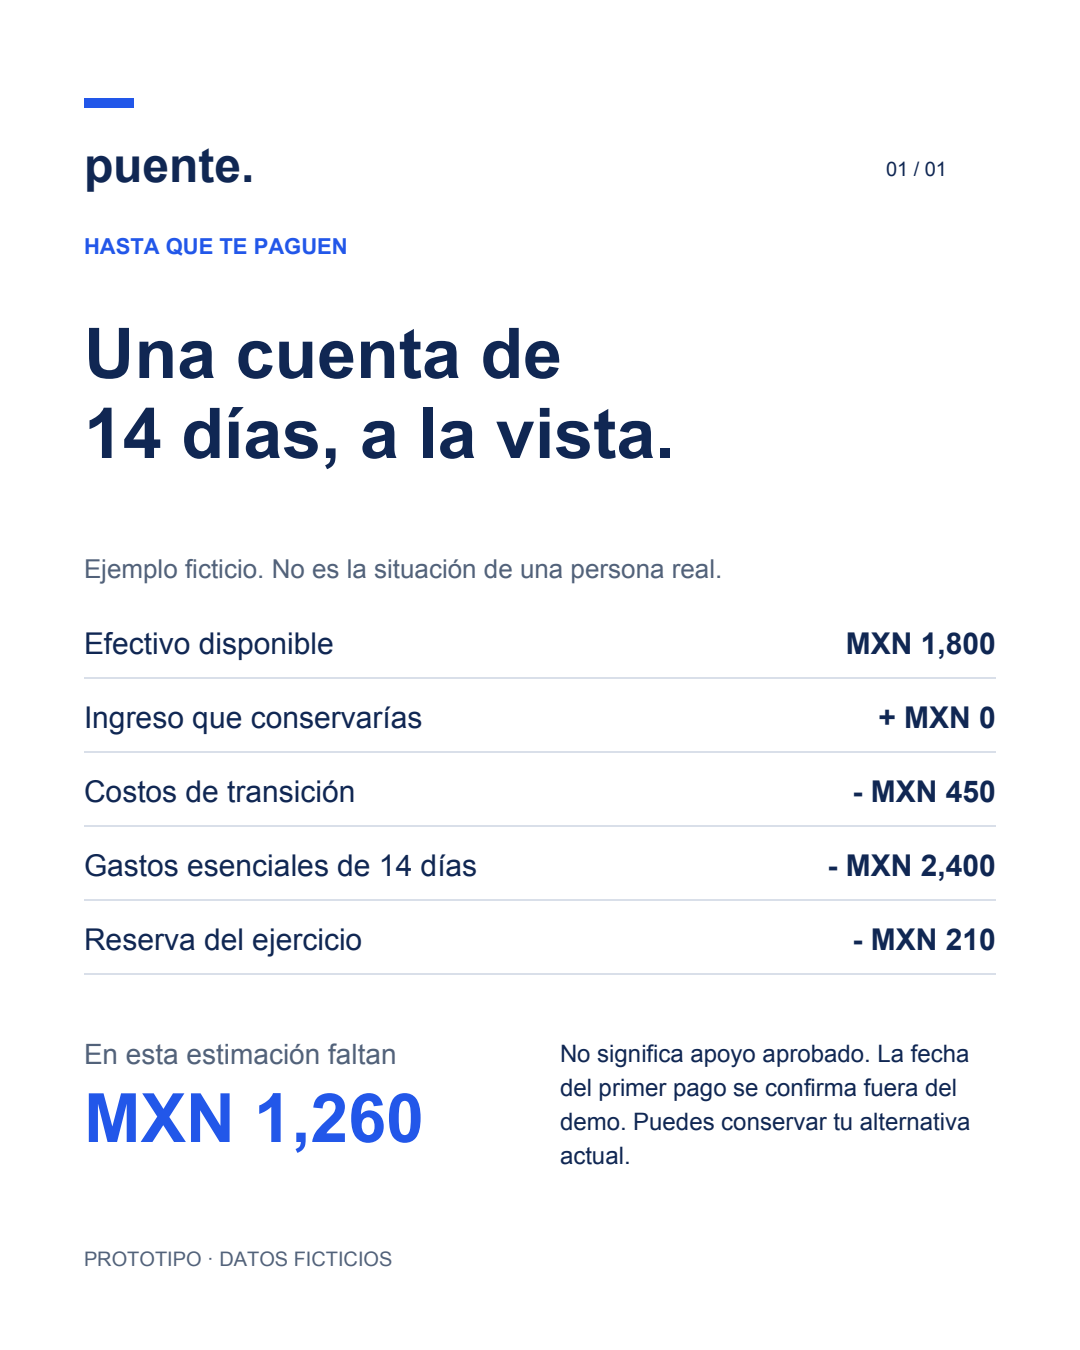 puente.
01 / 01
HASTA QUE TE PAGUEN
Una cuenta de
14 días, a la vista.
Ejemplo ficticio. No es la situación de una persona real.
Efectivo disponible MXN 1,800
Ingreso que conservarías + MXN 0
Costos de transición - MXN 450
Gastos esenciales de 14 días - MXN 2,400
Reserva del ejercicio - MXN 210
En esta estimación faltan
MXN 1,260
No significa apoyo aprobado. La fecha
del primer pago se confirma fuera del
demo. Puedes conservar tu alternativa
actual.
PROTOTIPO · DATOS FICTICIOS